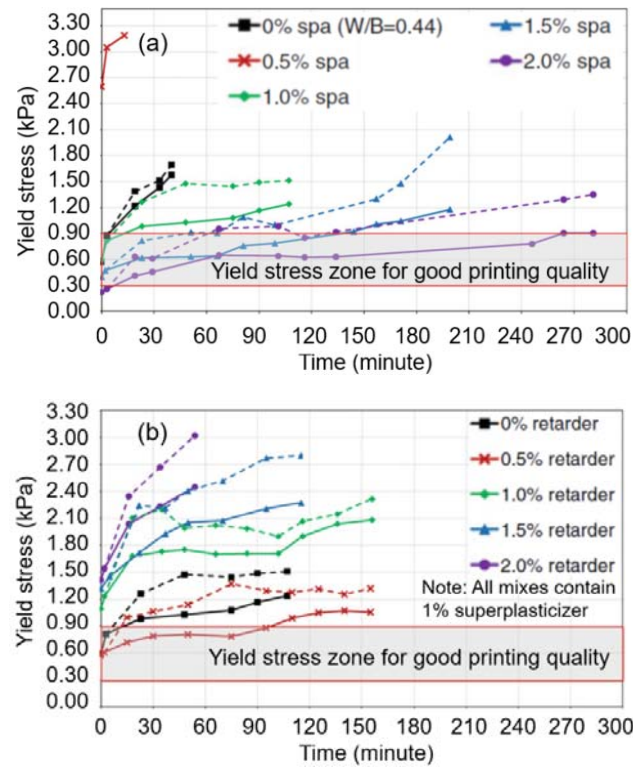 3.30
3.00
2.70
2.40
2.10
1.80
1.50
1.20
0.90
0.60
0.30
0.00
Yield stress (kPa)
(a)
0% spa (W/B=0.44)
0.5% spa
1.0% spa
1.5% spa
2.0% spa
Yield stress zone for good printing quality
0 30 60 90 120 150 180 210 240 270 300
Time (minute)
3.30
3.00
2.70
2.40
2.10
1.80
1.50
1.20
0.90
0.60
0.30
0.00
Yield stress (kPa)
(b)
0% retarder
0.5% retarder
1.0% retarder
1.5% retarder
2.0% retarder
Note: All mixes contain
1% superplasticizer
Yield stress zone for good printing quality
0 30 60 90 115 150 180 210 240 270 300
Time (minute)